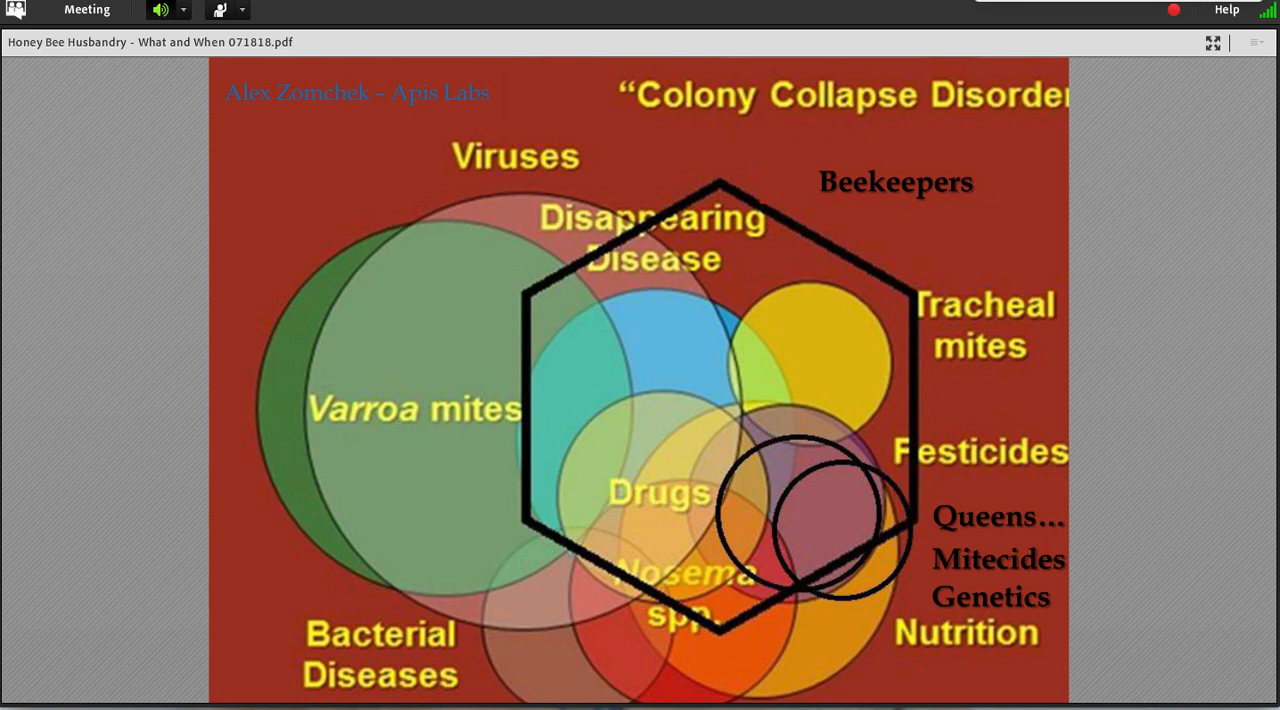 Meeting
Help
Honey Bee Husbandry - What and When 071818.pdf
Alex Zomchek – Apis Labs
“Colony Collapse Disorder
Viruses
Beekeepers
Disappearing
Disease
Tracheal
mites
Varroa mites
Pesticides
Drugs
Queens…
Mitecides
Nosema
spp.
Genetics
Bacterial
Diseases
Nutrition